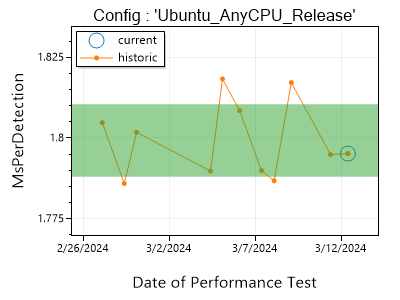 Config : 'Ubuntu_AnyCPU_Release'
current
historic
1.825
1.8
1.775
MsPerDetection
2/26/2024
3/2/2024
3/7/2024
3/12/2024
Date of Performance Test